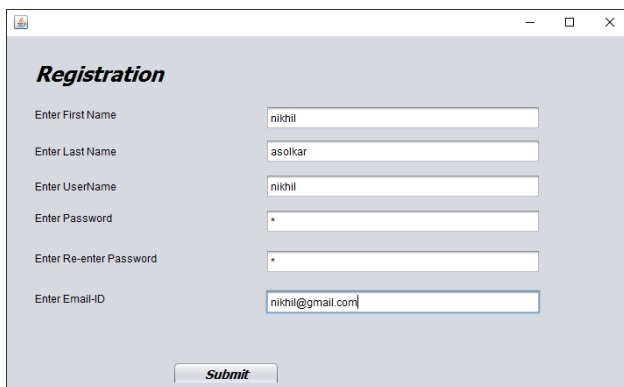 Registration
Enter First Name nikhil
Enter Last Name asolkar
Enter UserName nikhil
Enter Password *
Enter Re-enter Password *
Enter Email-ID nikhil@gmail.com
Submit